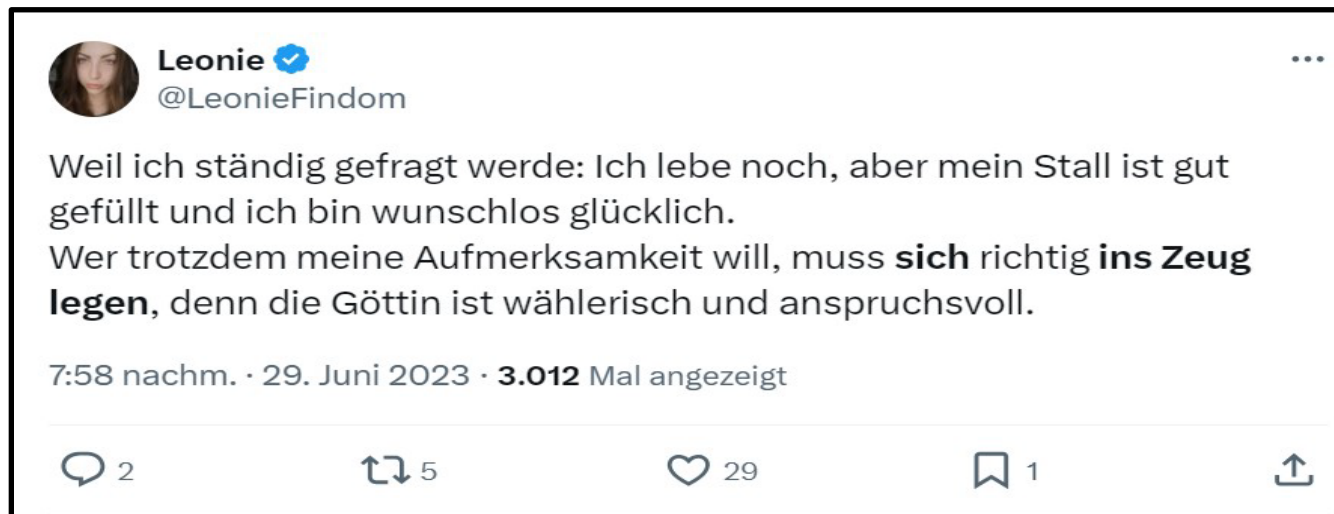 Leonie
@LeonieFindom
Weil ich ständig gefragt werde: Ich lebe noch, aber mein Stall ist gut
gefüllt und ich bin wunschlos glücklich.
Wer trotzdem meine Aufmerksamkeit will, muss sich richtig ins Zeug
legen, denn die Göttin ist wählerisch und anspruchsvoll.
7:58 nachm. · 29. Juni 2023 · 3.012 Mal angezeigt
2 5 29 1